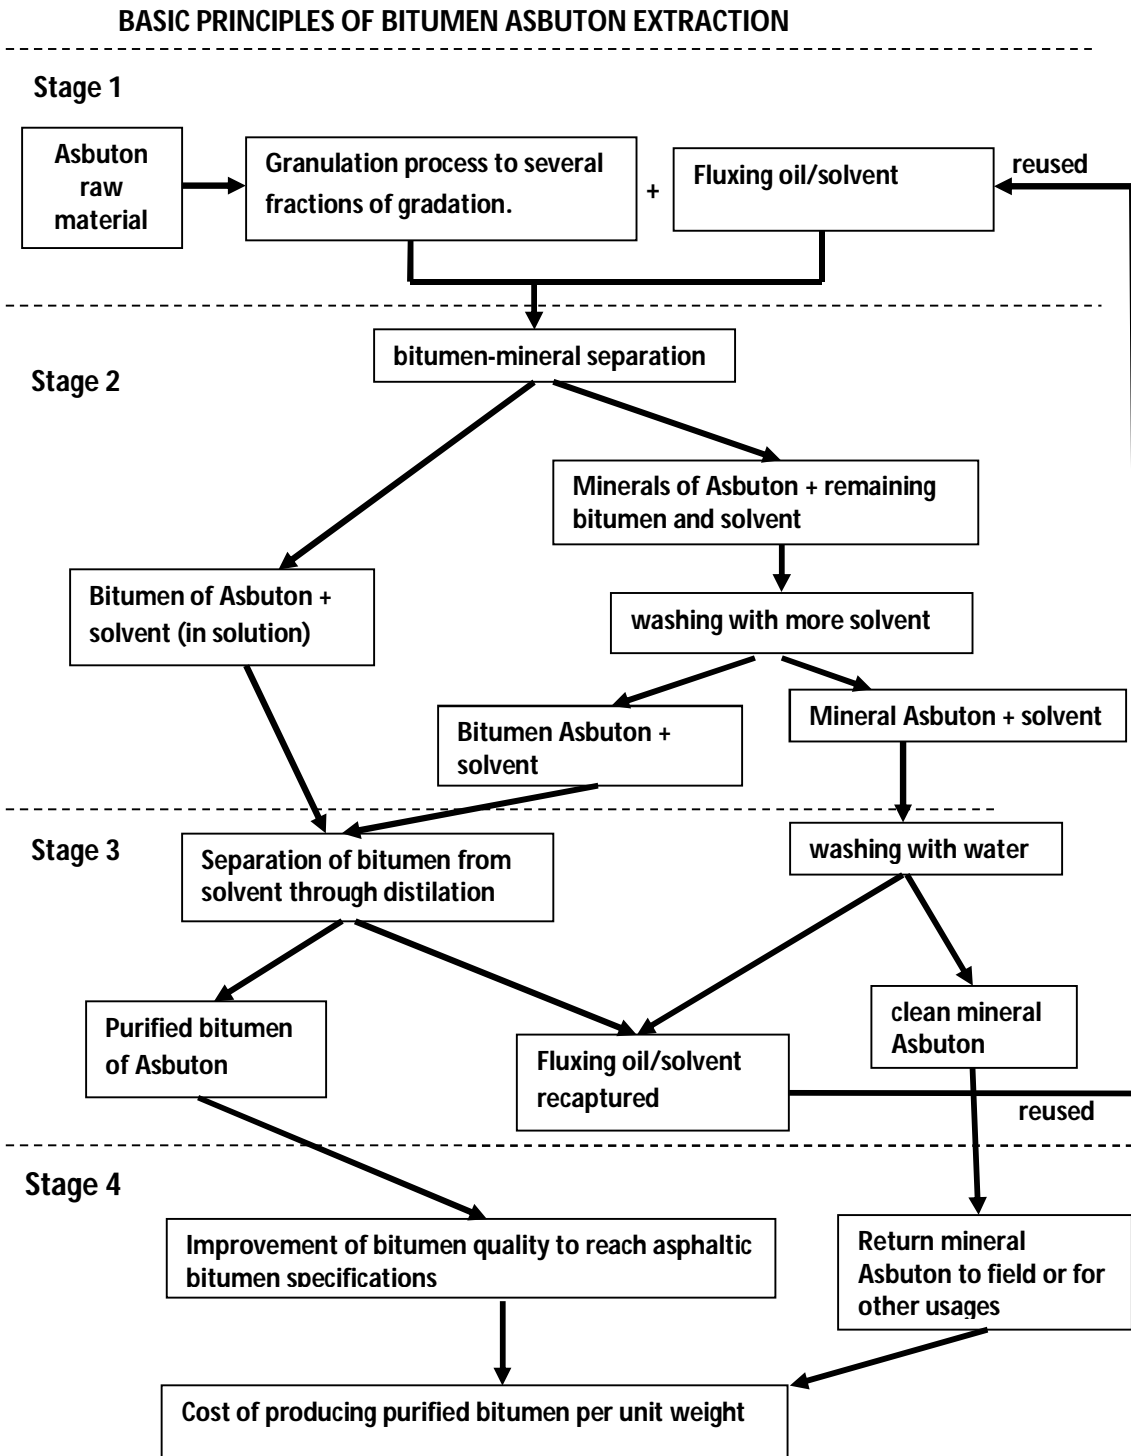 BASIC PRINCIPLES OF BITUMEN ASBUTON EXTRACTION
Stage 1
Asbuton
raw
material
Granulation process to several
fractions of gradation.
+
Fluxing oil/solvent
reused
bitumen-mineral separation
Stage 2
Minerals of Asbuton + remaining
bitumen and solvent
Bitumen of Asbuton +
solvent (in solution)
washing with more solvent
Bitumen Asbuton +
solvent
Mineral Asbuton + solvent
Stage 3
Separation of bitumen from
solvent through distilation
washing with water
Purified bitumen
of Asbuton
Fluxing oil/solvent
recaptured
clean mineral
Asbuton
reused
Stage 4
Improvement of bitumen quality to reach asphaltic
bitumen specifications
Return mineral
Asbuton to field or for
other usages
Cost of producing purified bitumen per unit weight